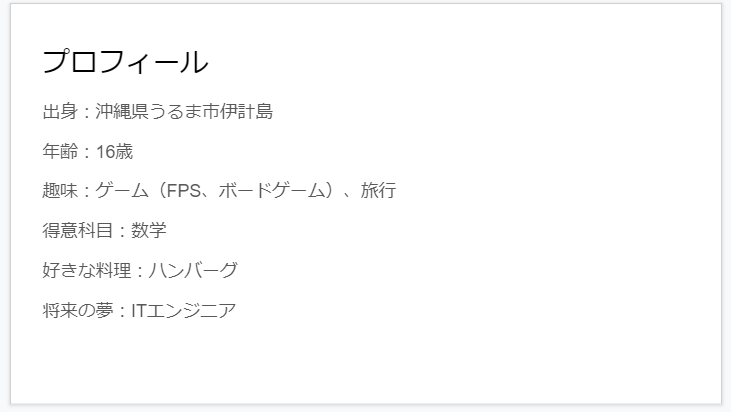 プロフィール
出身：沖縄県うるま市伊計島
年齢：16歳
趣味：ゲーム（FPS、ボードゲーム）、旅行
得意科目：数学
好きな料理：ハンバーグ
将来の夢：ITエンジニア